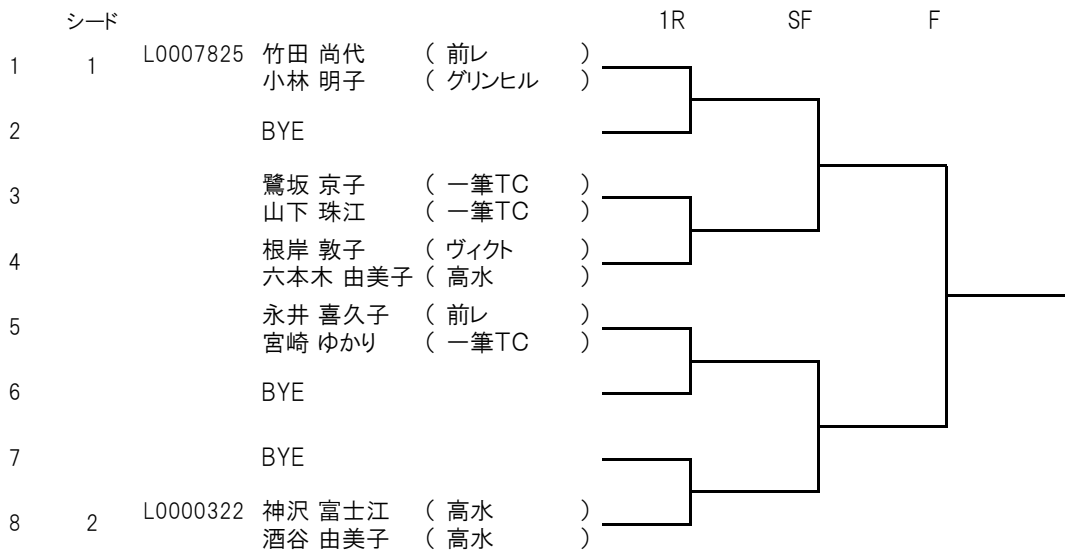 シード 1R SF F
1 1 L0007825 竹田 尚代 ( 前レ )
小林 明子 ( グリンヒル )
2 BYE
3 鷺坂 京子 ( 一筆TC )
山下 珠江 ( 一筆TC )
4 根岸 敦子 ( ヴィクト )
六本木 由美子 ( 高水 )
5 永井 喜久子 ( 前レ )
宮崎 ゆかり ( 一筆TC )
6 BYE
7 BYE
8 2 L0000322 神沢 富士江 ( 高水 )
酒谷 由美子 ( 高水 )